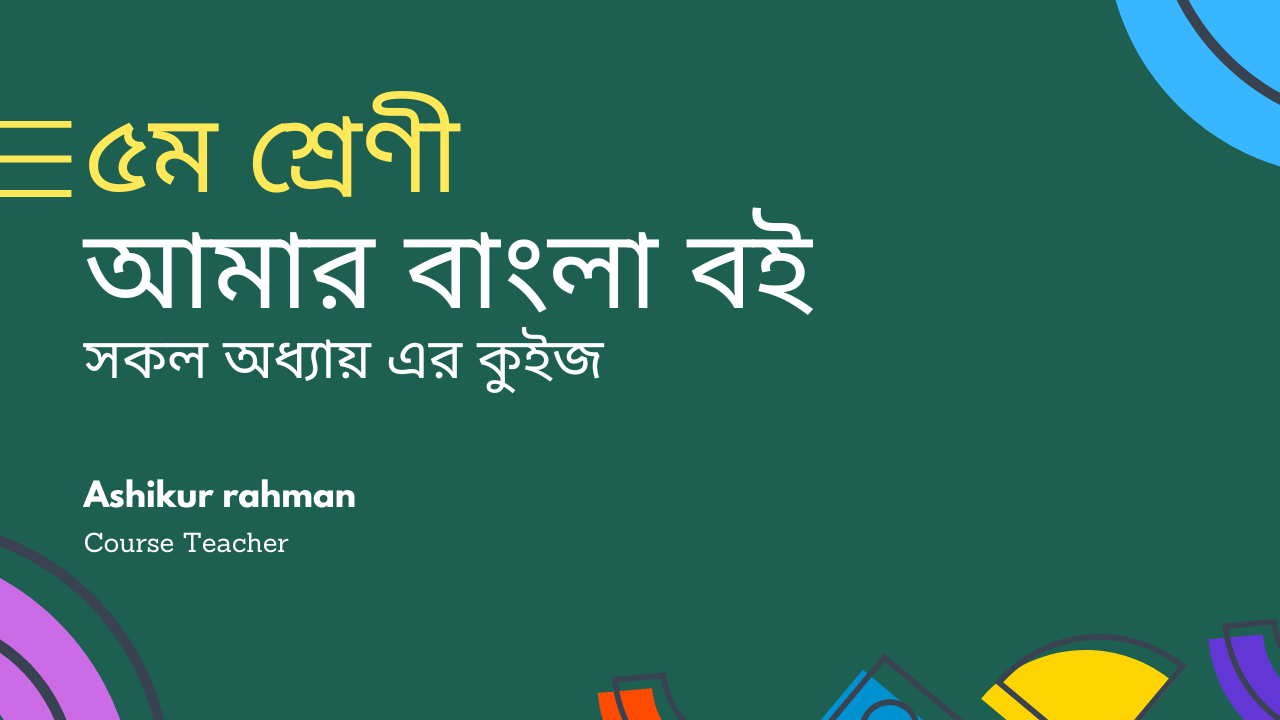 ৫ম শ্রেণী
আমার বাংলা বই
সকল অধ্যায় এর কুইজ
Ashikur rahman
Course Teacher